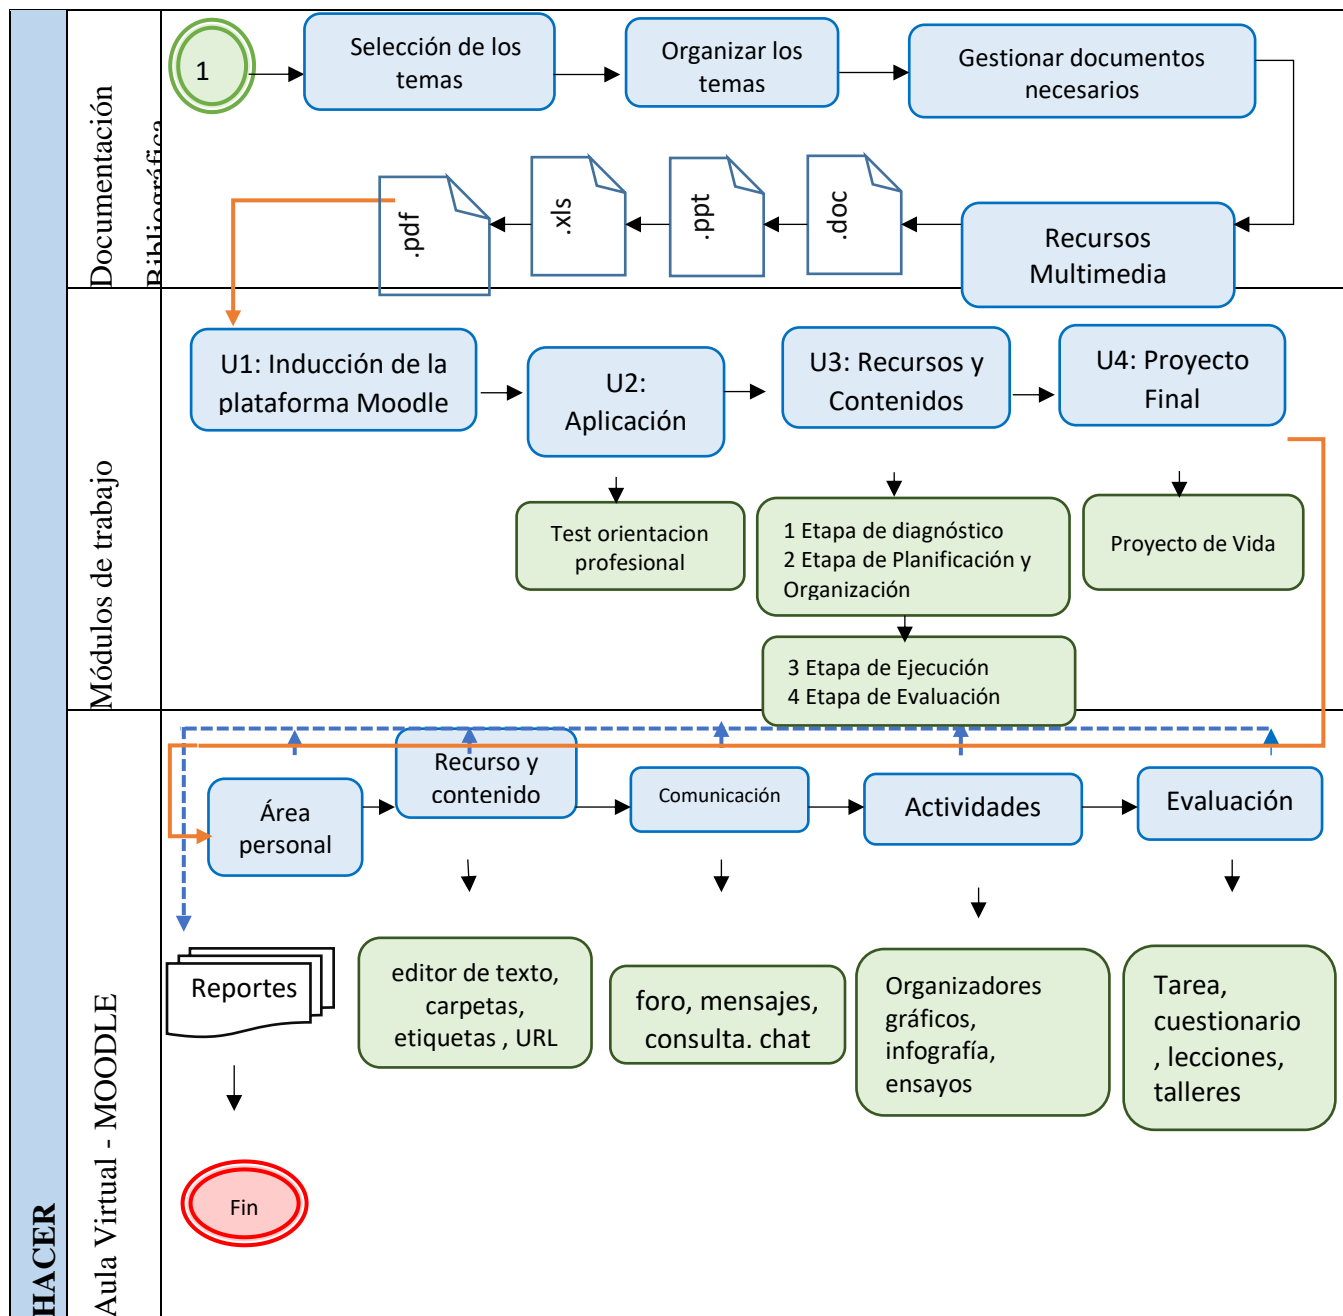 HACER
Documentación
Bibliográfica
1
Selección de los
temas
Organizar los
temas
Gestionar documentos
necesarios
.pdf
.xls
.ppt
.doc
Recursos
Multimedia
Módulos de trabajo
U1: Inducción de la
plataforma Moodle
U2:
Aplicación
U3: Recursos y
Contenidos
U4: Proyecto
Final
Test orientacion
profesional
1 Etapa de diagnóstico
2 Etapa de Planificación y
Organización
Proyecto de Vida
3 Etapa de Ejecución
4 Etapa de Evaluación
Aula Virtual - MOODLE
Área
personal
Recurso y
contenido
Comunicación
Actividades
Evaluación
Reportes
editor de texto,
carpetas,
etiquetas , URL
foro, mensajes,
consulta. chat
Organizadores
gráficos,
infografía,
ensayos
Tarea,
cuestionario
, lecciones,
talleres
Fin